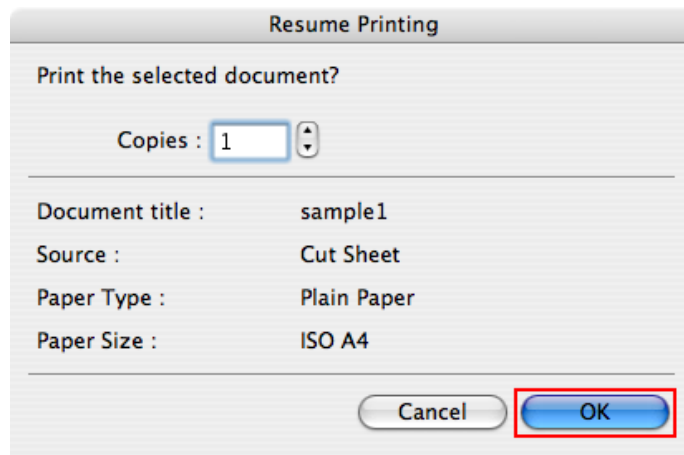 Resume Printing
Print the selected document?
Copies : 1
Document title : sample1
Source : Cut Sheet
Paper Type : Plain Paper
Paper Size : ISO A4
Cancel OK